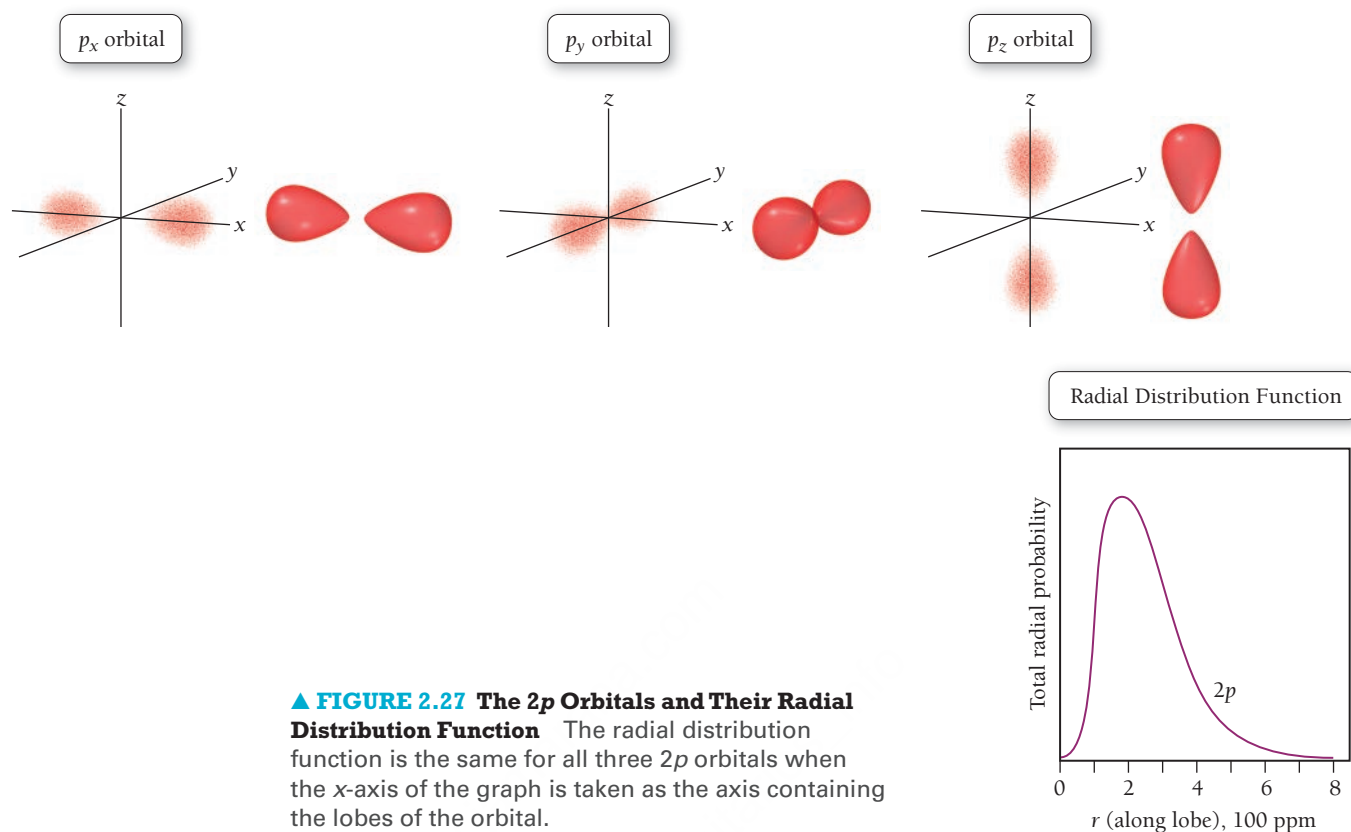 pₓ orbital
p_y orbital
p_z orbital
z
y
x
z
y
x
z
y
x
Radial Distribution Function
Total radial probability
2p
0 2 4 6 8
r (along lobe), 100 ppm
▲ FIGURE 2.27 The 2p Orbitals and Their Radial
Distribution Function The radial distribution
function is the same for all three 2p orbitals when
the x-axis of the graph is taken as the axis containing
the lobes of the orbital.